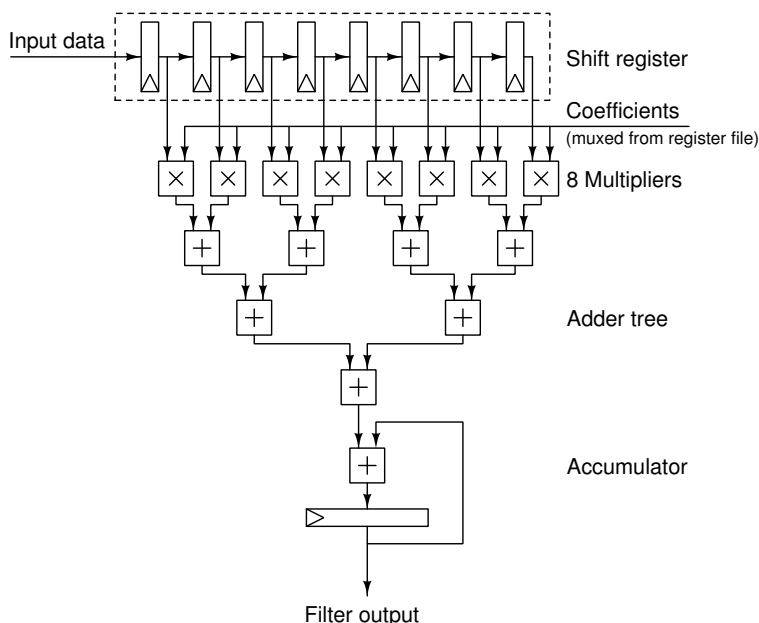 Input data
Shift register
Coefficients
(muxed from register file)
8 Multipliers
Adder tree
Accumulator
Filter output